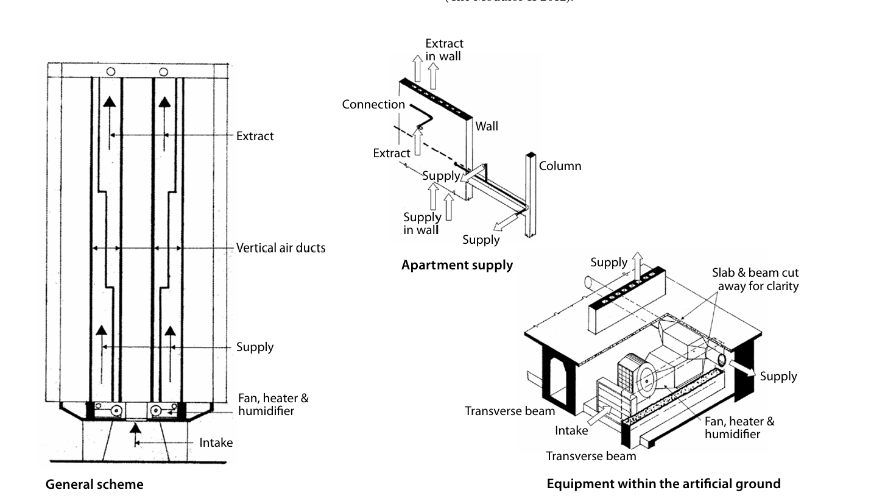 Extract
Vertical air ducts
Supply
Fan, heater &
humidifier
Intake
General scheme
Extract
in wall
Connection
Wall
Extract
Column
Supply
Supply
in wall
Supply
Apartment supply
Supply
Slab & beam cut
away for clarity
Supply
Transverse beam
Intake
Fan, heater &
humidifier
Transverse beam
Equipment within the artificial ground